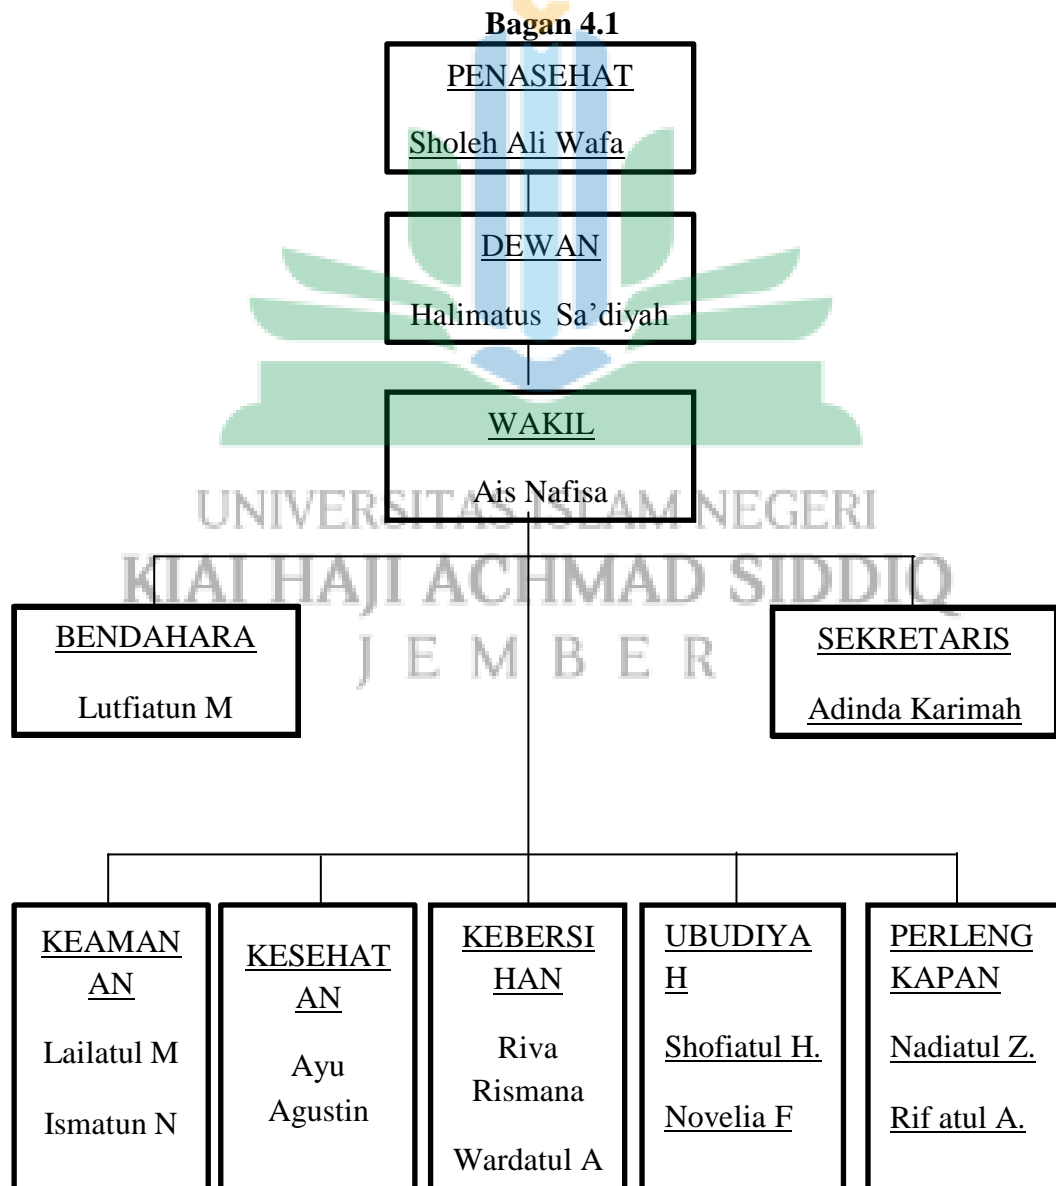 Bagan 4.1
PENASEHAT
Sholeh Ali Wafa
DEWAN
Halimatus Sa’diyah
WAKIL
Ais Nafisa
UNIVERSITAS ISLAM NEGERI
KIAI HAJI ACHMAD SIDDIQ
JEMBER
BENDAHARA
Lutfiatun M
SEKRETARIS
Adinda Karimah
KEAMAN
AN
Lailatul M
Ismatun N
KESEHAT
AN
Ayu
Agustin
KEBERSI
HAN
Riva
Rismana
Wardatul A
UBUDIYA
H
Shofiatul H.
Novelia F
PERLENG
KAPAN
Nadiatul Z.
Rif atul A.